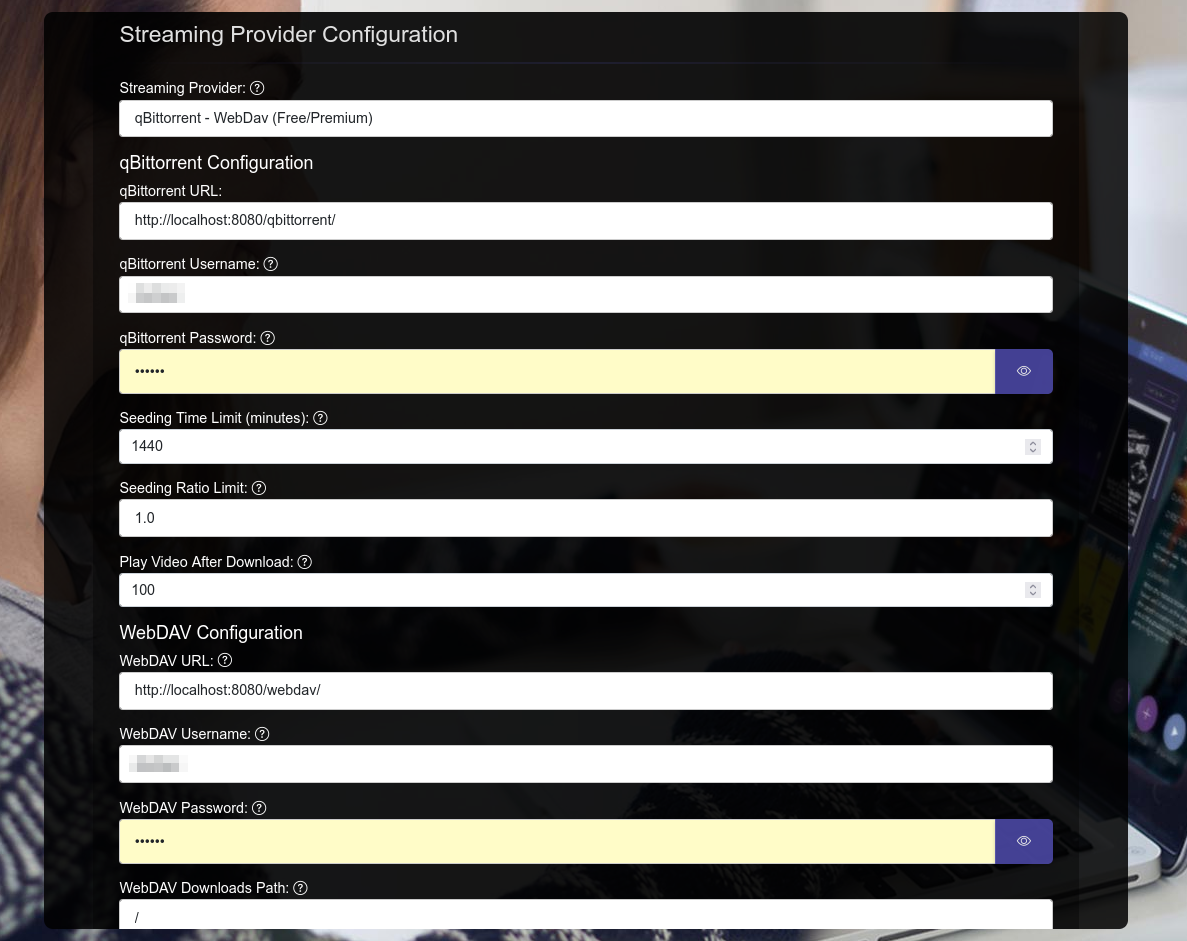 Streaming Provider Configuration
Streaming Provider: ?
qBittorrent - WebDav (Free/Premium)
qBittorrent Configuration
qBittorrent URL:
http://localhost:8080/qbittorrent/
qBittorrent Username: ?
qBittorrent Password: ?
••••••
Seeding Time Limit (minutes): ?
1440
Seeding Ratio Limit: ?
1.0
Play Video After Download: ?
100
WebDAV Configuration
WebDAV URL: ?
http://localhost:8080/webdav/
WebDAV Username: ?
WebDAV Password: ?
••••••
WebDAV Downloads Path: ?
/